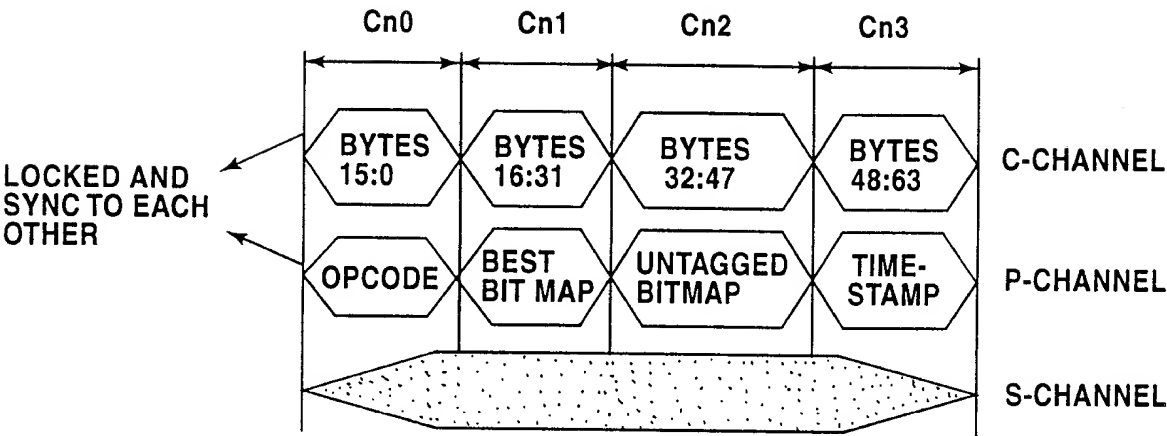 Cn0 Cn1 Cn2 Cn3
BYTES
15:0
BYTES
16:31
BYTES
32:47
BYTES
48:63
C-CHANNEL
LOCKED AND
SYNC TO EACH
OTHER
OPCODE
BEST
BIT MAP
UNTAGGED
BITMAP
TIME-
STAMP
P-CHANNEL
S-CHANNEL